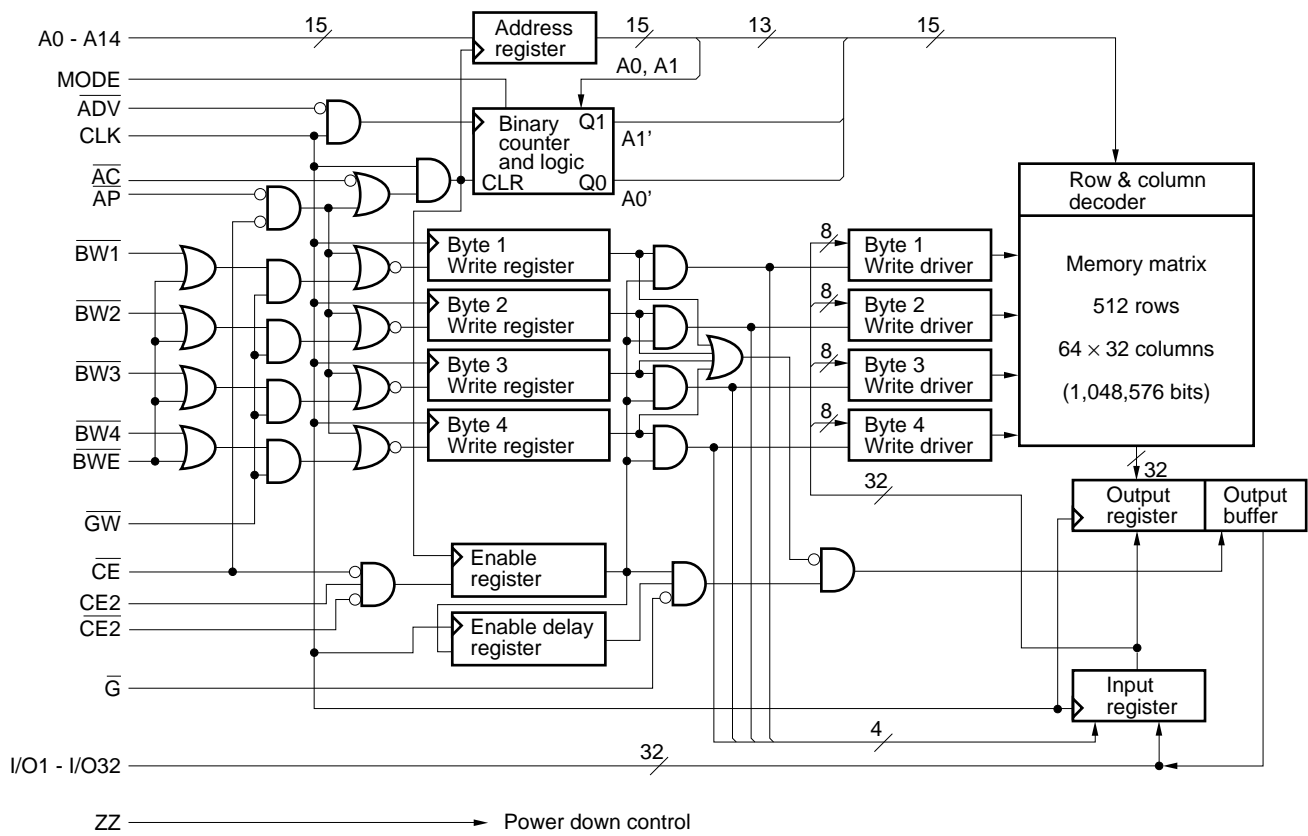 A0 - A14
15
Address
register
15
13
15
A0, A1
MODE
ADV
CLK
Binary
counter
and logic
CLR
Q1
Q0
A1’
A0’
AC
AP
Row & column
decoder
Memory matrix
512 rows
64 × 32 columns
(1,048,576 bits)
BW1
Byte 1
Write register
8
Byte 1
Write driver
BW2
Byte 2
Write register
8
Byte 2
Write driver
BW3
Byte 3
Write register
8
Byte 3
Write driver
BW4
BWE
Byte 4
Write register
8
Byte 4
Write driver
32
32
Output
register
Output
buffer
GW
CE
CE2
CE2
Enable
register
Enable delay
register
G
Input
register
4
I/O1 - I/O32
32
ZZ
Power down control